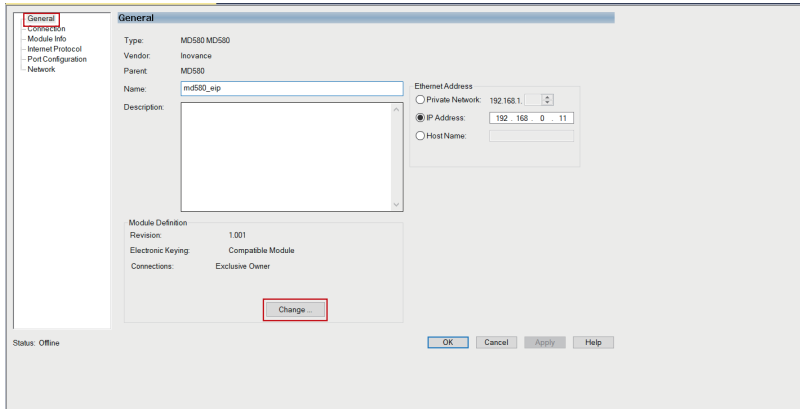 General
Connection
Module Info
Internet Protocol
Port Configuration
Network
General
Type: MD580 MD580
Vendor: Inovance
Parent MD580
Name: md580_eip
Description:
Ethernet Address
Private Network: 192.168.1.
IP Address: 192 . 168 . 0 . 11
Host Name:
Module Definition
Revision: 1.001
Electronic Keying: Compatible Module
Connections: Exclusive Owner
Change ...
Status: Offline
OK Cancel Apply Help